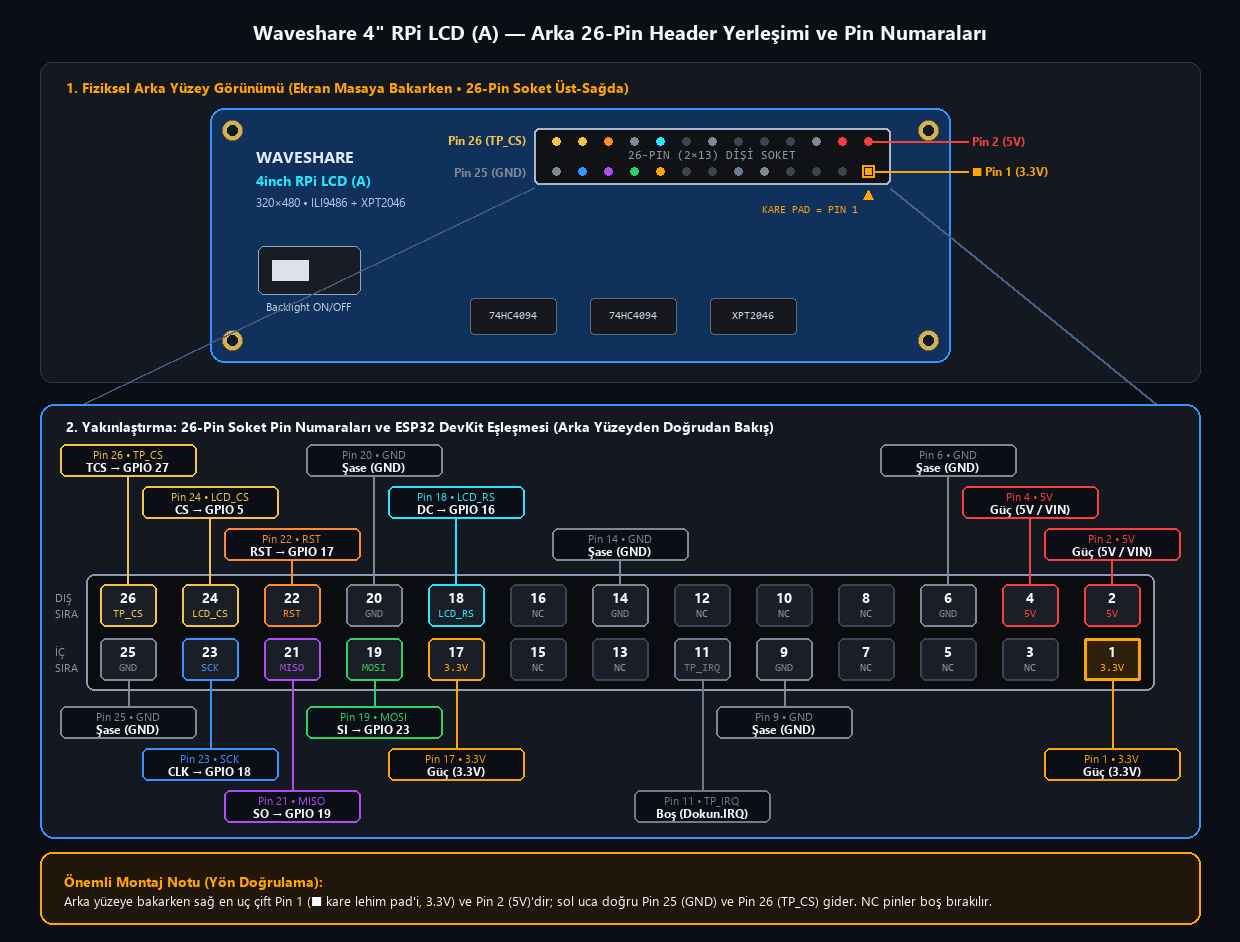 Waveshare 4" RPi LCD (A) — Arka 26-Pin Header Yerleşimi ve Pin Numaraları
1. Fiziksel Arka Yüzey Görünümü (Ekran Masaya Bakarken • 26-Pin Soket Üst-Sağda)
WAVESHARE
4inch RPi LCD (A)
320×480 • ILI9486 + XPT2046
Pin 26 (TP_CS)
Pin 25 (GND)
26-PIN (2×13) DİŞİ SOKET
Pin 2 (5V)
■ Pin 1 (3.3V)
KARE PAD = PIN 1
Backlight ON/OFF
74HC4094
74HC4094
XPT2046
2. Yakınlaştırma: 26-Pin Soket Pin Numaraları ve ESP32 DevKit Eşleşmesi (Arka Yüzeyden Doğrudan Bakış)
Pin 26 • TP_CS
TCS → GPIO 27
Pin 20 • GND
Şase (GND)
Pin 6 • GND
Şase (GND)
Pin 24 • LCD_CS
CS → GPIO 5
Pin 18 • LCD_RS
DC → GPIO 16
Pin 4 • 5V
Güç (5V / VIN)
Pin 22 • RST
RST → GPIO 17
Pin 14 • GND
Şase (GND)
Pin 2 • 5V
Güç (5V / VIN)
DIŞ
SIRA
26
TP_CS
24
LCD_CS
22
RST
20
GND
18
LCD_RS
16
NC
14
GND
12
NC
10
NC
8
NC
6
GND
4
5V
2
5V
İÇ
SIRA
25
GND
23
SCK
21
MISO
19
MOSI
17
3.3V
15
NC
13
NC
11
TP_IRQ
9
GND
7
NC
5
NC
3
NC
1
3.3V
Pin 25 • GND
Şase (GND)
Pin 19 • MOSI
SI → GPIO 23
Pin 9 • GND
Şase (GND)
Pin 23 • SCK
CLK → GPIO 18
Pin 17 • 3.3V
Güç (3.3V)
Pin 1 • 3.3V
Güç (3.3V)
Pin 21 • MISO
SO → GPIO 19
Pin 11 • TP_IRQ
Boş (Dokun.IRQ)
Önemli Montaj Notu (Yön Doğrulama):
Arka yüzeye bakarken sağ en uç çift Pin 1 (■ kare lehim pad'i, 3.3V) ve Pin 2 (5V)'dir; sol uca doğru Pin 25 (GND) ve Pin 26 (TP_CS) gider. NC pinler boş bırakılır.